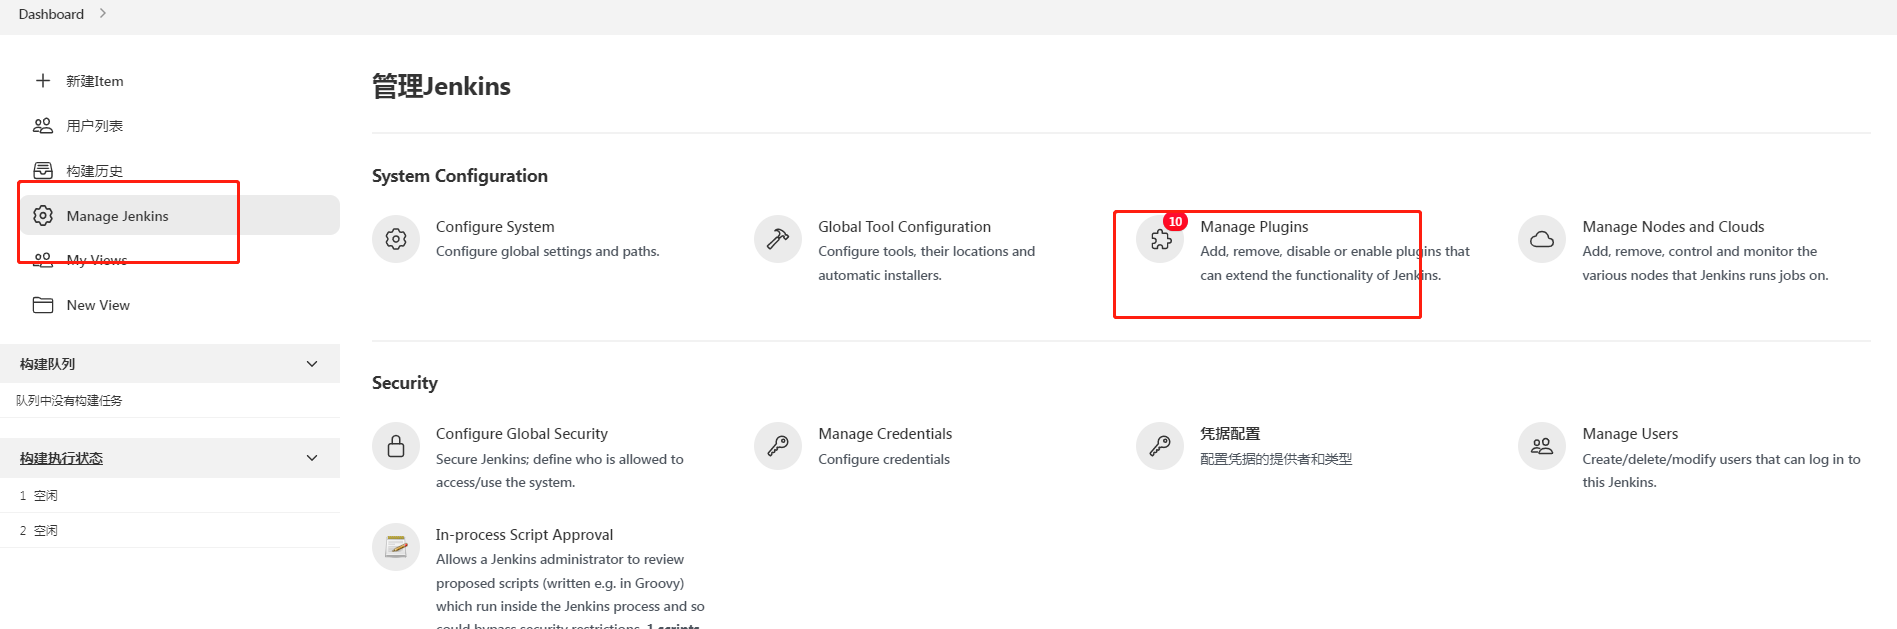 Dashboard
新建Item
用户列表
构建历史
Manage Jenkins
My Views
New View
构建队列
队列中没有构建任务
构建执行状态
1 空闲
2 空闲
管理Jenkins
System Configuration
Configure System
Configure global settings and paths.
Global Tool Configuration
Configure tools, their locations and
automatic installers.
10
Manage Plugins
Add, remove, disable or enable plugins that
can extend the functionality of Jenkins.
Manage Nodes and Clouds
Add, remove, control and monitor the
various nodes that Jenkins runs jobs on.
Security
Configure Global Security
Secure Jenkins; define who is allowed to
access/use the system.
Manage Credentials
Configure credentials
凭据配置
配置凭据的提供者和类型
Manage Users
Create/delete/modify users that can log in to
this Jenkins.
In-process Script Approval
Allows a Jenkins administrator to review
proposed scripts (written e.g. in Groovy)
which run inside the Jenkins process and so
could bypass security restrictions. 1 scripts